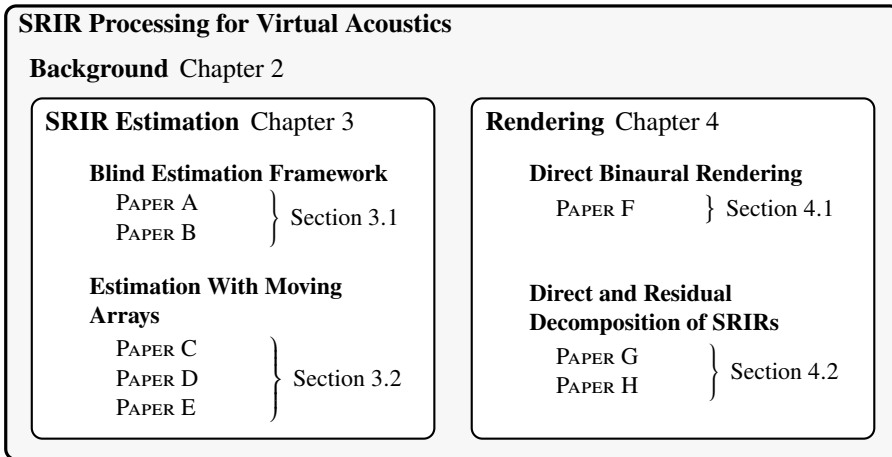 SRIR Processing for Virtual Acoustics
Background Chapter 2
SRIR Estimation Chapter 3
Blind Estimation Framework
PAPER A
PAPER B
Section 3.1
Estimation With Moving
Arrays
PAPER C
PAPER D
PAPER E
Section 3.2
Rendering Chapter 4
Direct Binaural Rendering
PAPER F
Section 4.1
Direct and Residual
Decomposition of SRIRs
PAPER G
PAPER H
Section 4.2